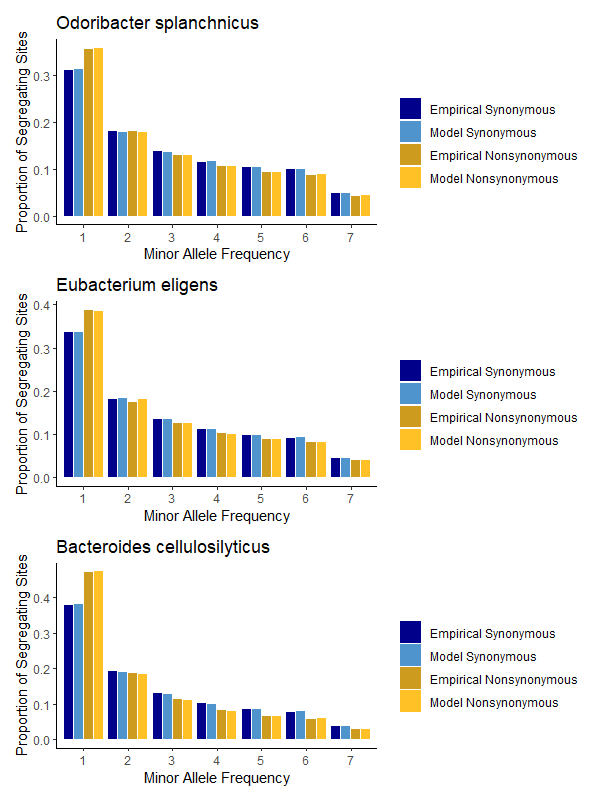 Odoribacter splanchnicus
Proportion of Segregating Sites
0.3
0.2
0.1
0.0
1 2 3 4 5 6 7
Minor Allele Frequency
Empirical Synonymous
Model Synonymous
Empirical Nonsynonymous
Model Nonsynonymous
Eubacterium eligens
Proportion of Segregating Sites
0.4
0.3
0.2
0.1
0.0
1 2 3 4 5 6 7
Minor Allele Frequency
Empirical Synonymous
Model Synonymous
Empirical Nonsynonymous
Model Nonsynonymous
Bacteroides cellulosilyticus
Proportion of Segregating Sites
0.4
0.3
0.2
0.1
0.0
1 2 3 4 5 6 7
Minor Allele Frequency
Empirical Synonymous
Model Synonymous
Empirical Nonsynonymous
Model Nonsynonymous